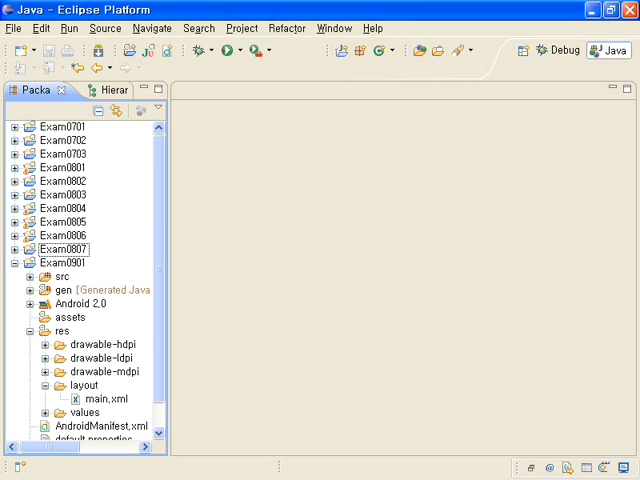 Java - Eclipse Platform
File Edit Run Source Navigate Search Project Refactor Window Help
Debug Java
Packa Hierar
Exam0701
Exam0702
Exam0703
Exam0801
Exam0802
Exam0803
Exam0804
Exam0805
Exam0806
Exam0807
Exam0901
src
gen [Generated Java
Android 2,0
assets
res
drawable-hdpi
drawable-ldpi
drawable-mdpi
layout
main,xml
values
AndroidManifest,xml
default,properties